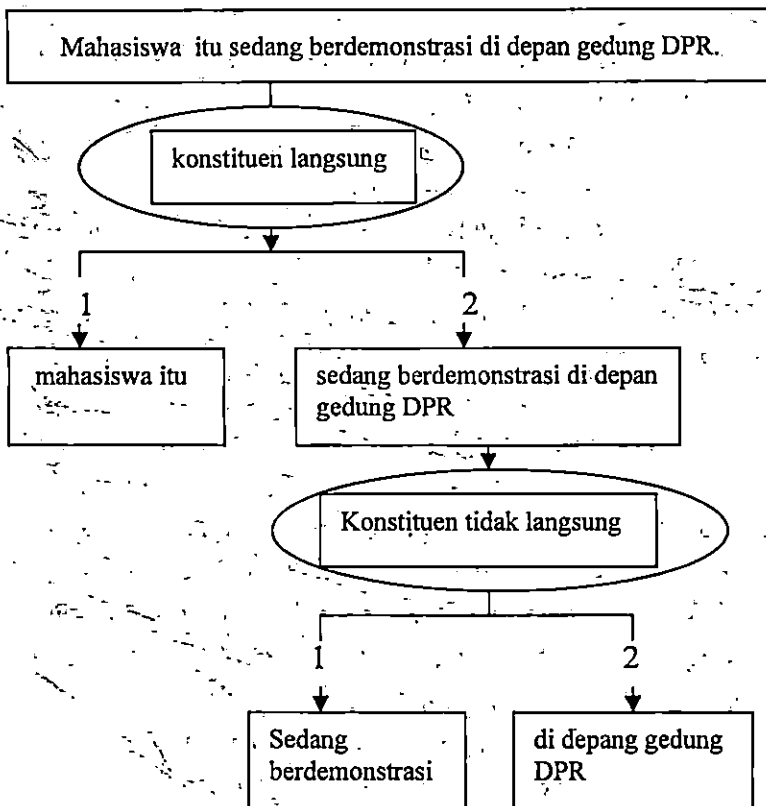 Mahasiswa itu sedang berdemonstrasi di depan gedung DPR.
konstituen langsung
1
2
mahasiswa itu
sedang berdemonstrasi di depan
gedung DPR
Konstituen tidak langsung
1
2
Sedang
berdemonstrasi
di depang gedung
DPR